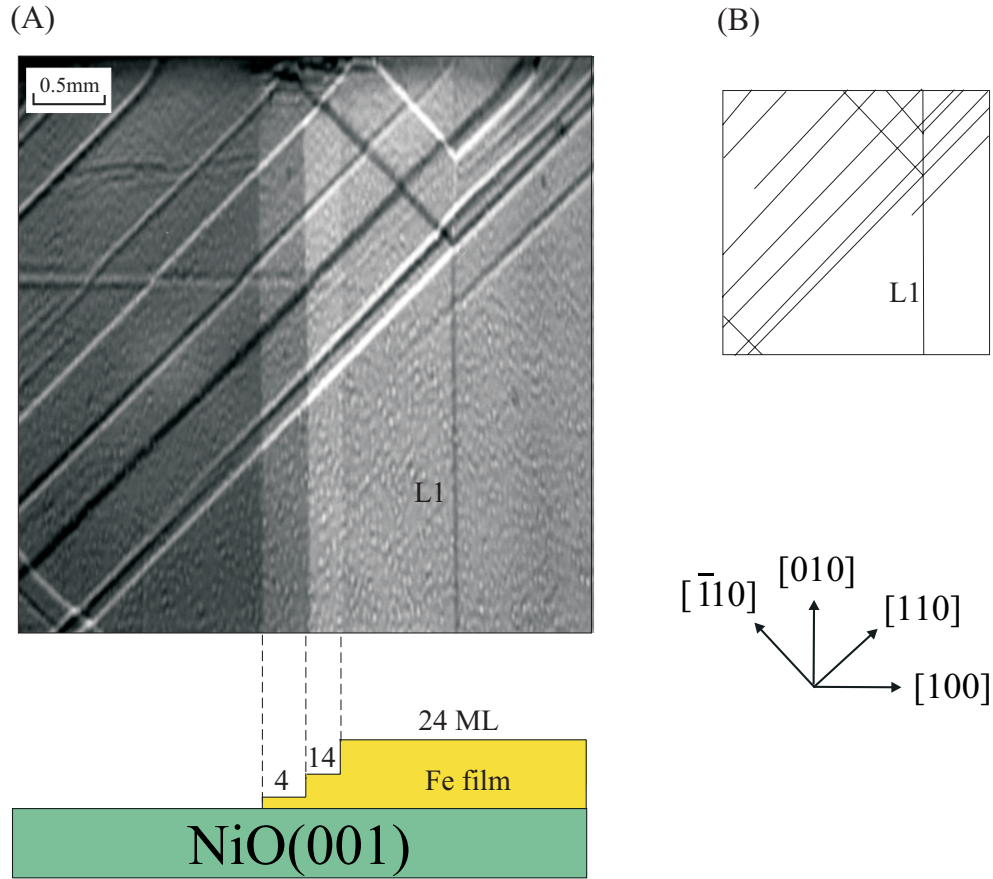 (A)
(B)
0.5mm
L1
L1
[1̄10]
[010]
[110]
[100]
24 ML
14
4
Fe film
NiO(001)